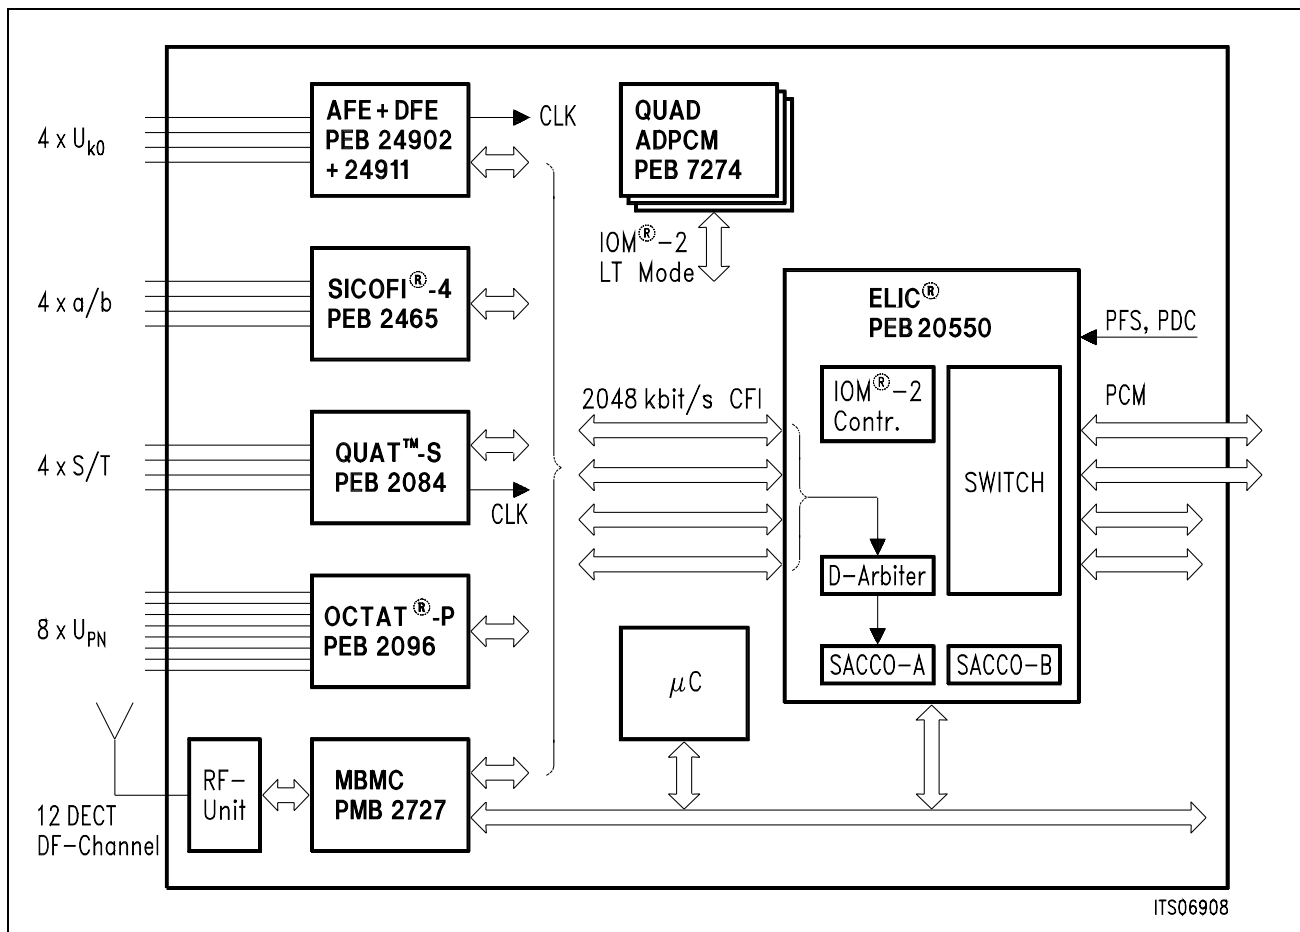 4 x Uk0
AFE + DFE
PEB 24902
+ 24911
CLK
QUAD
ADPCM
PEB 7274
IOM®-2
LT Mode
4 x a/b
SICOFI®-4
PEB 2465
ELIC®
PEB 20550
PFS, PDC
IOM®-2
Contr.
SWITCH
PCM
2048 kbit/s CFI
4 x S/T
QUAT™-S
PEB 2084
CLK
D-Arbiter
SACCO-A
SACCO-B
8 x UPN
OCTAT®-P
PEB 2096
μC
12 DECT
DF-Channel
RF-
Unit
MBMC
PMB 2727
ITS06908